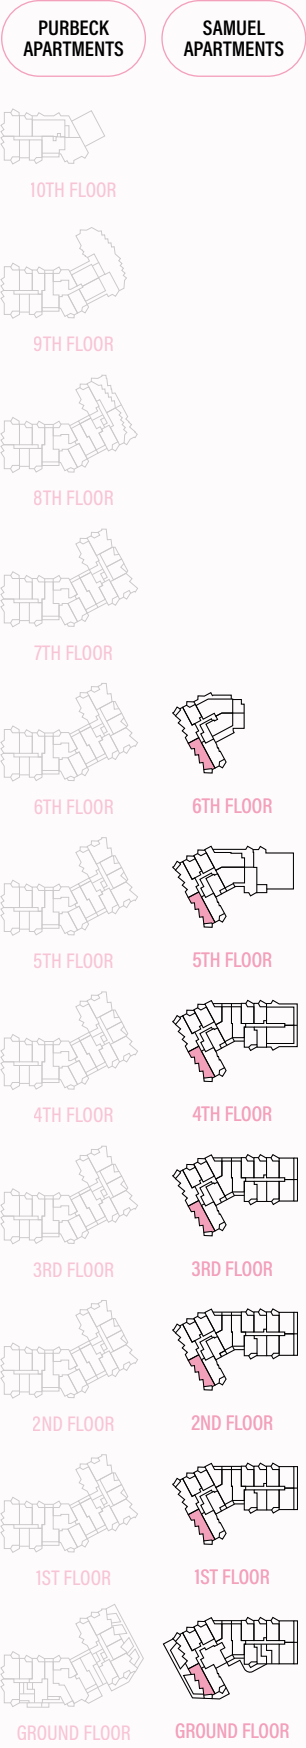 PURBECK
APARTMENTS
SAMUEL
APARTMENTS
10TH FLOOR
9TH FLOOR
8TH FLOOR
7TH FLOOR
6TH FLOOR
6TH FLOOR
5TH FLOOR
5TH FLOOR
4TH FLOOR
4TH FLOOR
3RD FLOOR
3RD FLOOR
2ND FLOOR
2ND FLOOR
1ST FLOOR
1ST FLOOR
GROUND FLOOR
GROUND FLOOR